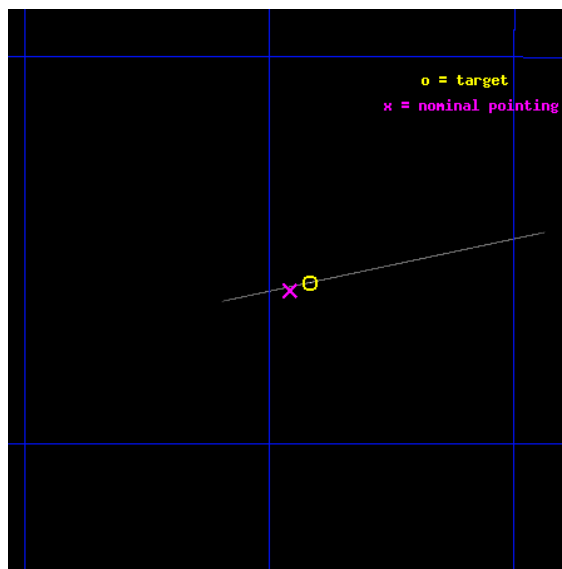 o = target
x = nominal pointing